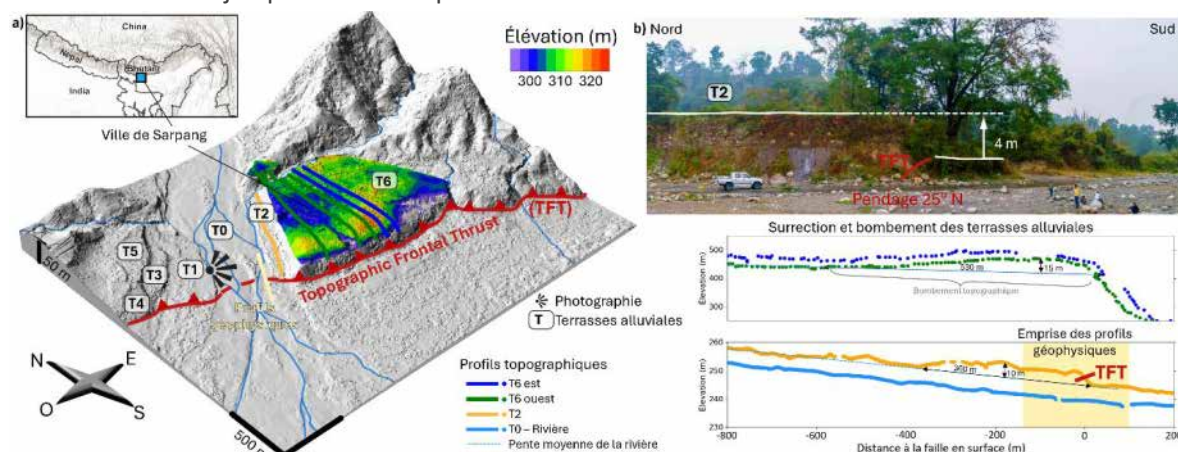 a)
China
Nepal
Bhutan
India
Ville de Sarpang
Élévation (m)
300 310 320
T6
T2
T0
T5
T3
T1
T4
(TFT)
Topographic Frontal Thrust
50 m
500 m
N E
O S
Photographie
T Terrasses alluviales
Profils topographiques
T6 est
T6 ouest
T2
T0 – Rivière
Pente moyenne de la rivière
b) Nord Sud
T2
4 m
TFT
Pendage 25° N
Surrection et bombement des terrasses alluviales
Élevation (m)
500
400
300
530 m
15 m
Bombement topographique
Emprise des profils
géophysiques
Elevation (m)
260
250
240
230
360 m
10 m
TFT
-800 -600 -400 -200 0 200
Distance à la faille en surface (m)